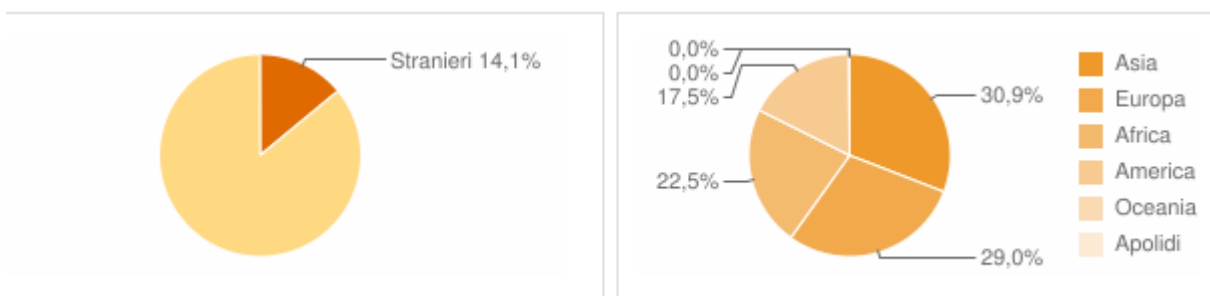 Stranieri 14,1%
0,0%
0,0%
17,5%
22,5%
30,9%
29,0%
Asia
Europa
Africa
America
Oceania
Apolidi